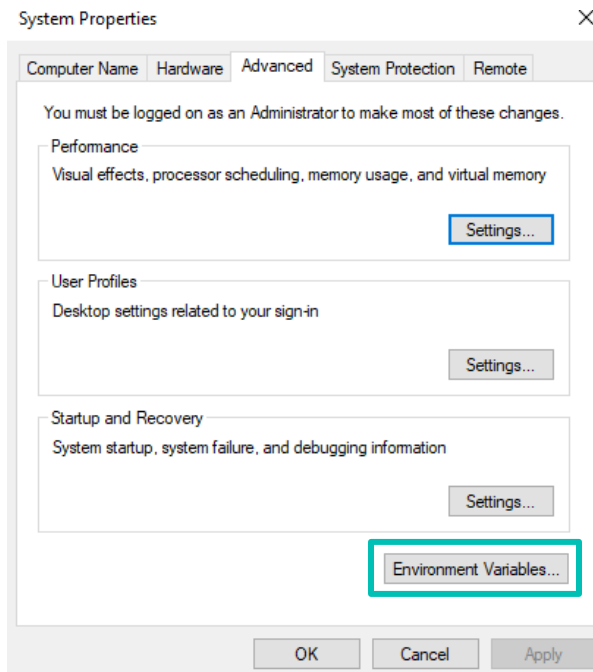 System Properties
Computer Name Hardware Advanced System Protection Remote
You must be logged on as an Administrator to make most of these changes.
Performance
Visual effects, processor scheduling, memory usage, and virtual memory
Settings...
User Profiles
Desktop settings related to your sign-in
Settings...
Startup and Recovery
System startup, system failure, and debugging information
Settings...
Environment Variables...
OK Cancel Apply